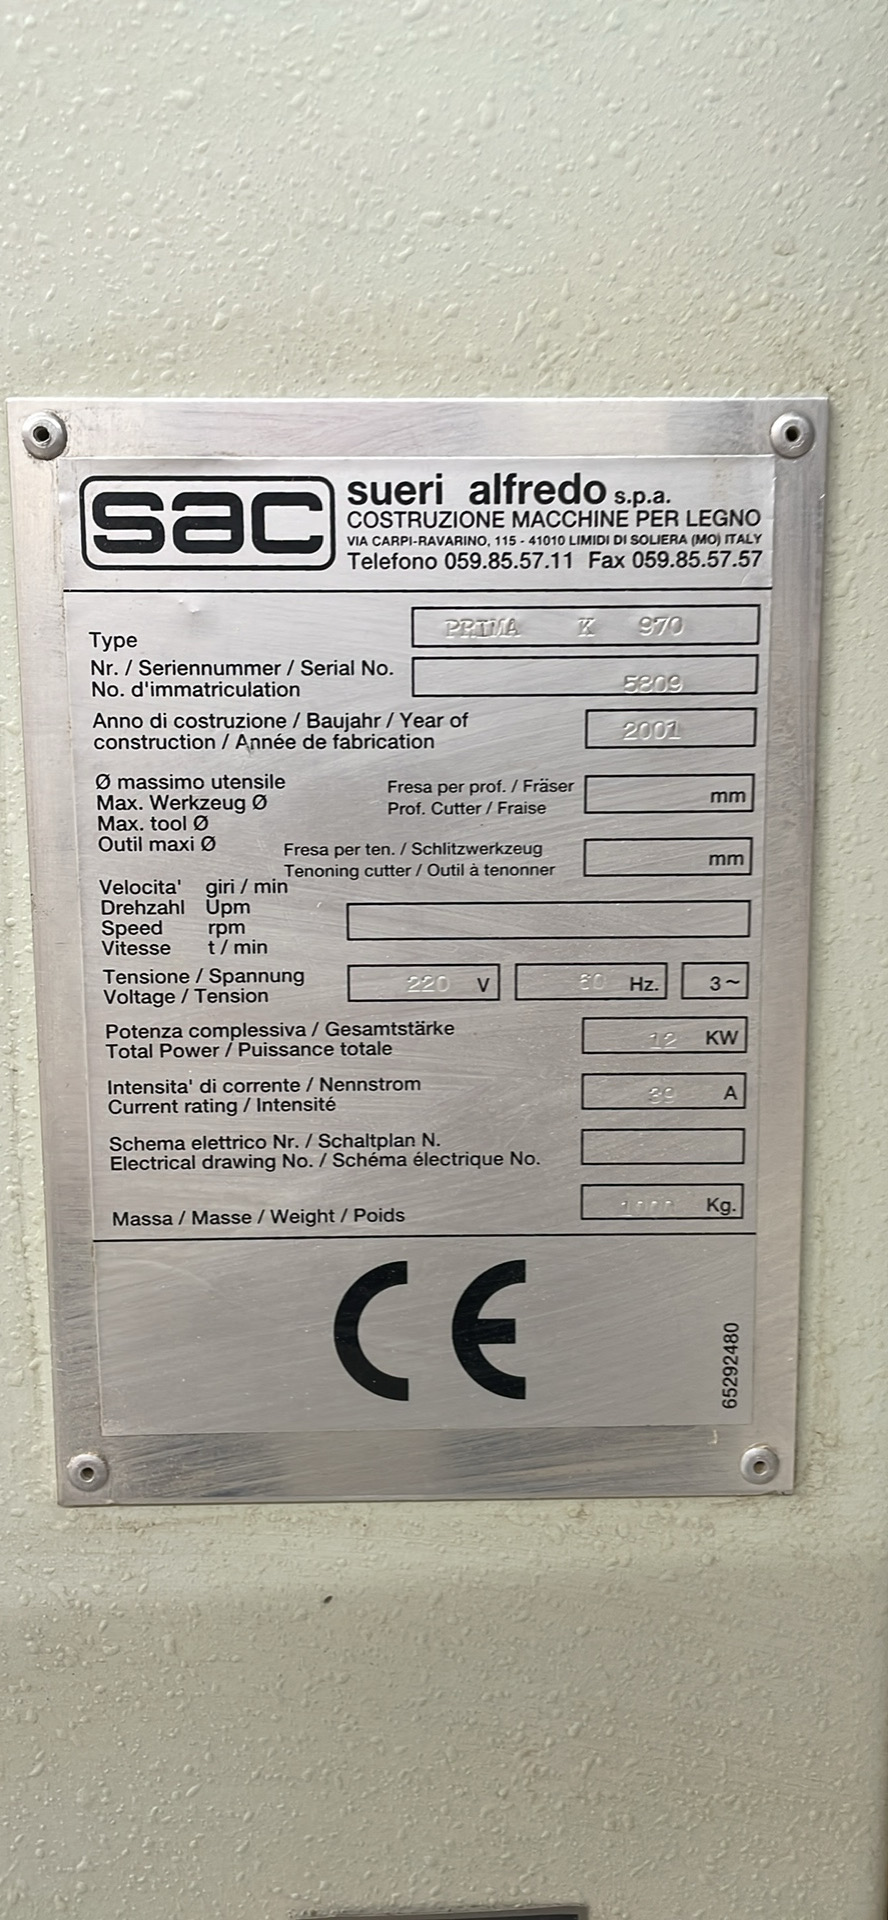 sac
sueri alfredo s.p.a.
COSTRUZIONE MACCHINE PER LEGNO
VIA CARPI-RAVARINO, 115 - 41010 LIMIDI DI SOLIERA (MO) ITALY
Telefono 059.85.57.11 Fax 059.85.57.57
Type PRIMA K 970
Nr. / Seriennummer / Serial No.
No. d'immatriculation 5809
Anno di costruzione / Baujahr / Year of
construction / Année de fabrication 2001
Ø massimo utensile
Max. Werkzeug Ø
Max. tool Ø
Outil maxi Ø
Fresa per prof. / Fräser
Prof. Cutter / Fraise mm
Fresa per ten. / Schlitzwerkzeug
Tenoning cutter / Outil à tenonner mm
Velocita' giri / min
Drehzahl Upm
Speed rpm
Vitesse t / min
Tensione / Spannung
Voltage / Tension 220 V 60 Hz. 3~
Potenza complessiva / Gesamtstärke
Total Power / Puissance totale 12 KW
Intensita' di corrente / Nennstrom
Current rating / Intensité 39 A
Schema elettrico Nr. / Schaltplan N.
Electrical drawing No. / Schéma électrique No.
Massa / Masse / Weight / Poids 1000 Kg.
CE
65292480